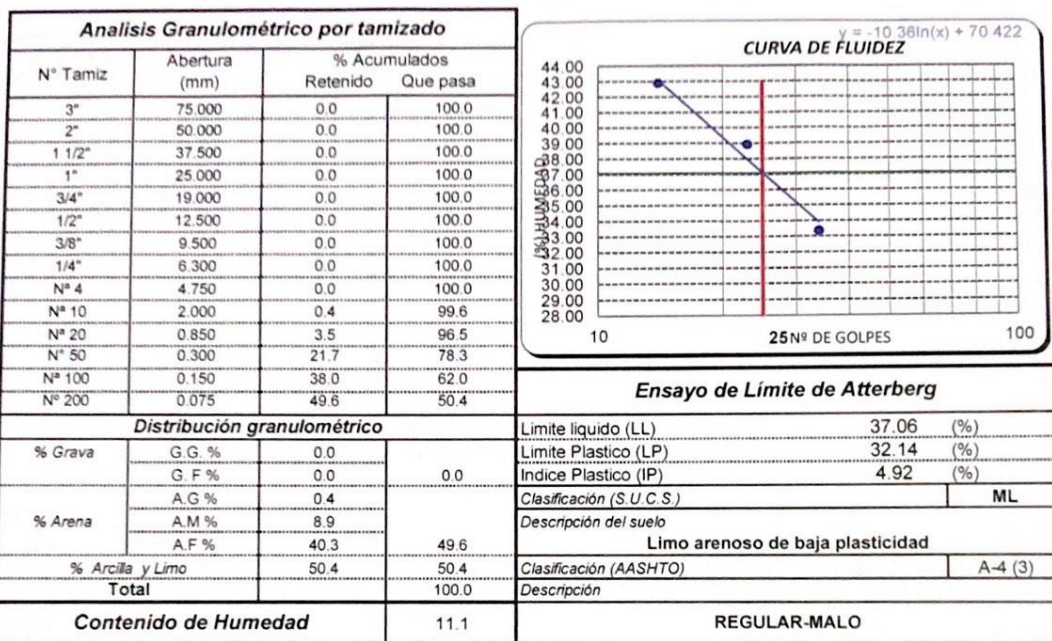 Analisis Granulométrico por tamizado
N° Tamiz Abertura (mm) % Acumulados
Retenido Que pasa
3" 75.000 0.0 100.0
2" 50.000 0.0 100.0
1 1/2" 37.500 0.0 100.0
1" 25.000 0.0 100.0
3/4" 19.000 0.0 100.0
1/2" 12.500 0.0 100.0
3/8" 9.500 0.0 100.0
1/4" 6.300 0.0 100.0
Nª 4 4.750 0.0 100.0
Nª 10 2.000 0.4 99.6
Nª 20 0.850 3.5 96.5
N° 50 0.300 21.7 78.3
Nª 100 0.150 38.0 62.0
N° 200 0.075 49.6 50.4
Distribución granulométrico
% Grava G.G. % 0.0
G. F % 0.0 0.0
% Arena A.G % 0.4
A.M % 8.9
A.F % 40.3 49.6
% Arcilla y Limo 50.4 50.4
Total 100.0
Contenido de Humedad 11.1
y = -10 36ln(x) + 70 422
CURVA DE FLUIDEZ
(%)HUMEDAD
44.00
43.00
42.00
41.00
40.00
39.00
38.00
37.00
36.00
35.00
34.00
33.00
32.00
31.00
30.00
29.00
28.00
10 25 Nº DE GOLPES 100
Ensayo de Límite de Atterberg
Limite liquido (LL) 37.06 (%)
Limite Plastico (LP) 32.14 (%)
Indice Plastico (IP) 4.92 (%)
Clasificación (S.U.C.S.) ML
Descripción del suelo
Limo arenoso de baja plasticidad
Clasificación (AASHTO) A-4 (3)
Descripción
REGULAR-MALO